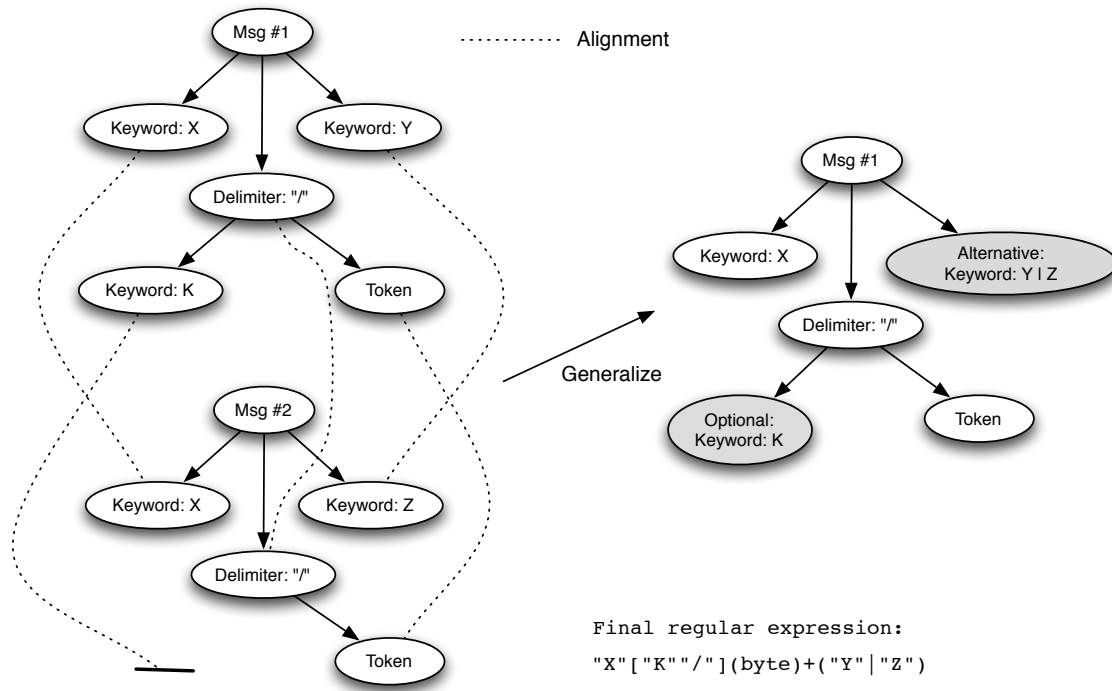 Msg #1
Alignment
Keyword: X
Keyword: Y
Delimiter: "/"
Keyword: K
Token
Msg #2
Keyword: X
Keyword: Z
Delimiter: "/"
Token
Generalize
Msg #1
Keyword: X
Alternative:
Keyword: Y | Z
Delimiter: "/"
Optional:
Keyword: K
Token
Final regular expression:
"X"["K""/"](byte)+("Y"|"Z")